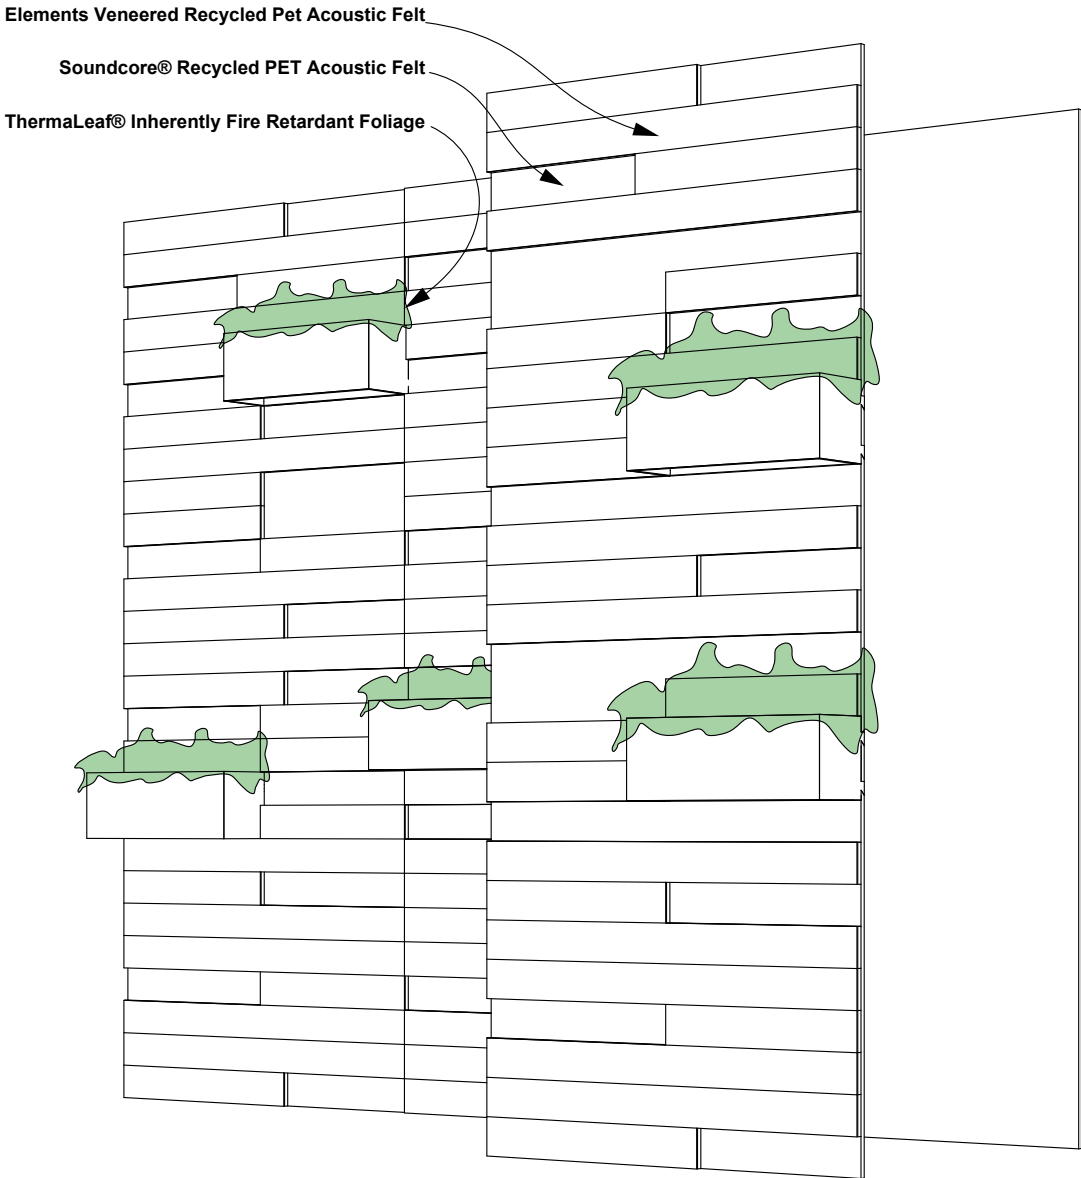 Elements Veneered Recycled Pet Acoustic Felt
Soundcore® Recycled PET Acoustic Felt
ThermaLeaf® Inherently Fire Retardant Foliage